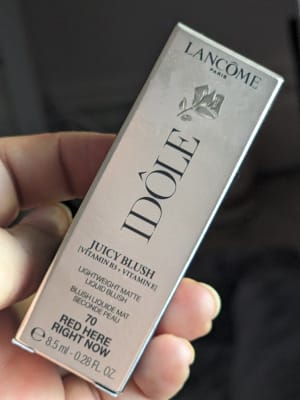 LANCÔME
PARIS
IDÔLE
JUICY BLUSH
[VITAMIN B3 + VITAMIN E]
LIGHTWEIGHT MATTE
LIQUID BLUSH
BLUSH LIQUIDE MAT
SECONDE PEAU
70
RED HERE
RIGHT NOW
℮ 8.5 ml - 0.28 FL. OZ